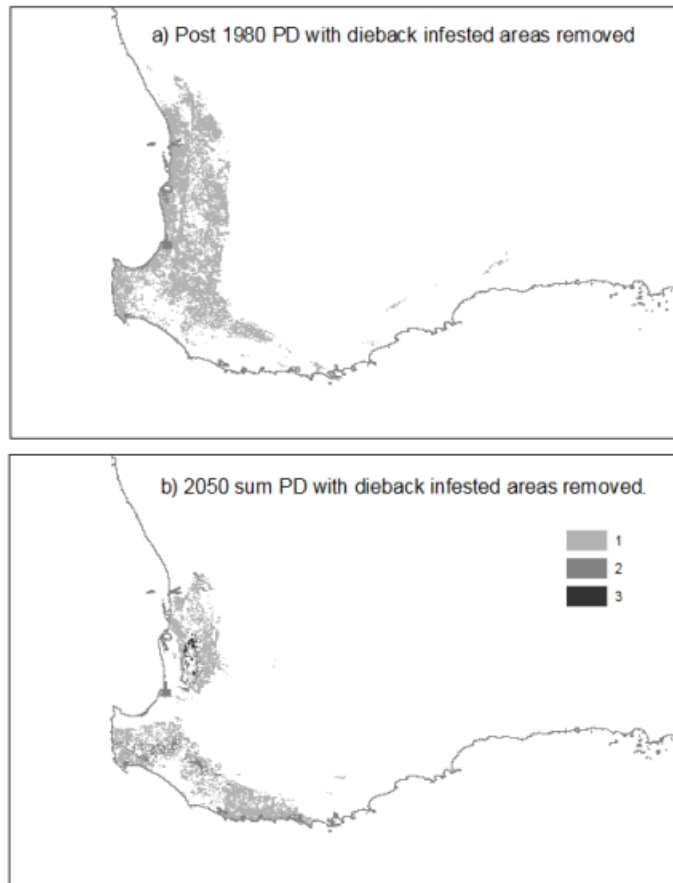 a) Post 1980 PD with dieback infested areas removed
b) 2050 sum PD with dieback infested areas removed.
1
2
3